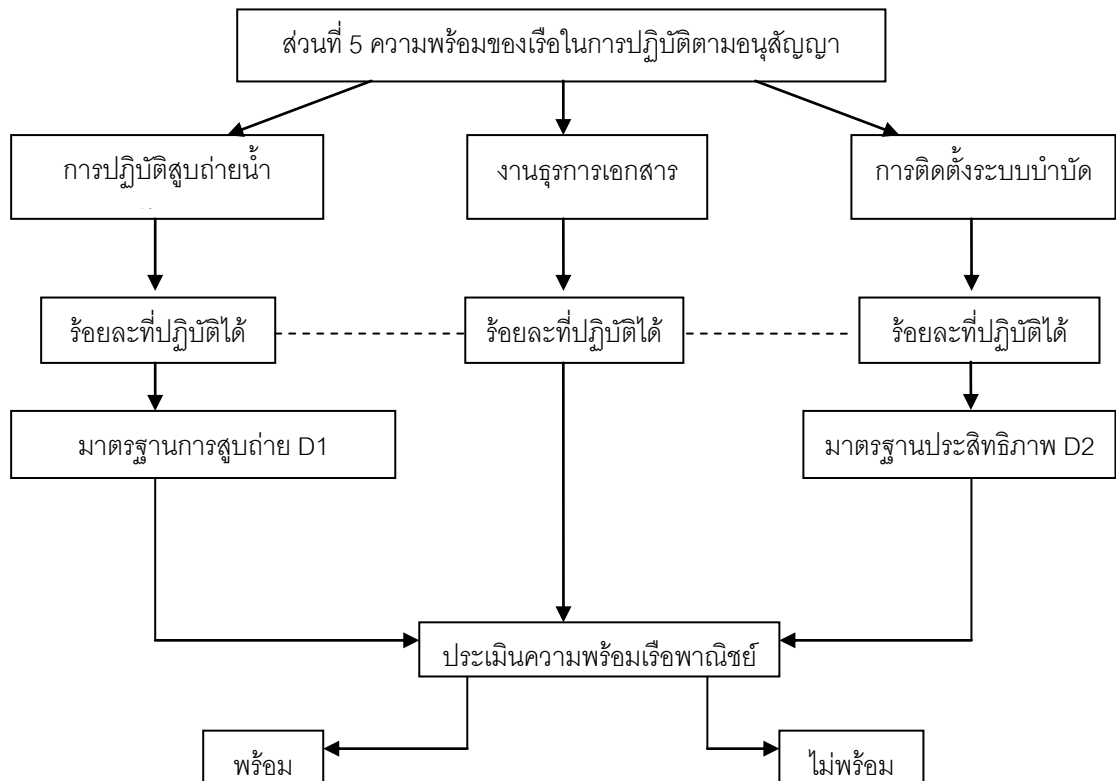 ส่วนที่ 5 ความพร้อมของเรือในการปฏิบัติตามอนุสัญญา
การปฏิบัติสูบถ่ายน้ำ
งานธุรการเอกสาร
การติดตั้งระบบบำบัด
ร้อยละที่ปฏิบัติได้
ร้อยละที่ปฏิบัติได้
ร้อยละที่ปฏิบัติได้
มาตรฐานการสูบถ่าย D1
มาตรฐานประสิทธิภาพ D2
ประเมินความพร้อมเรือพาณิชย์
พร้อม
ไม่พร้อม